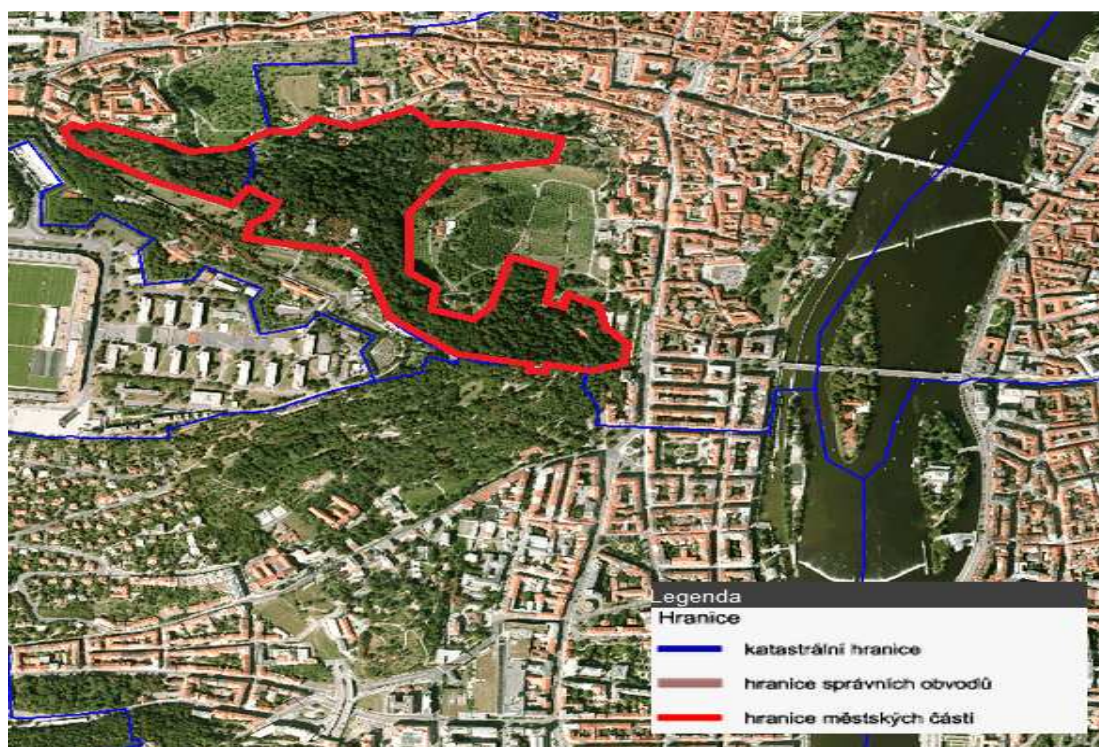 Legenda
Hranice
katastrální hranice
hranice správních obvodů
hranice městských částí